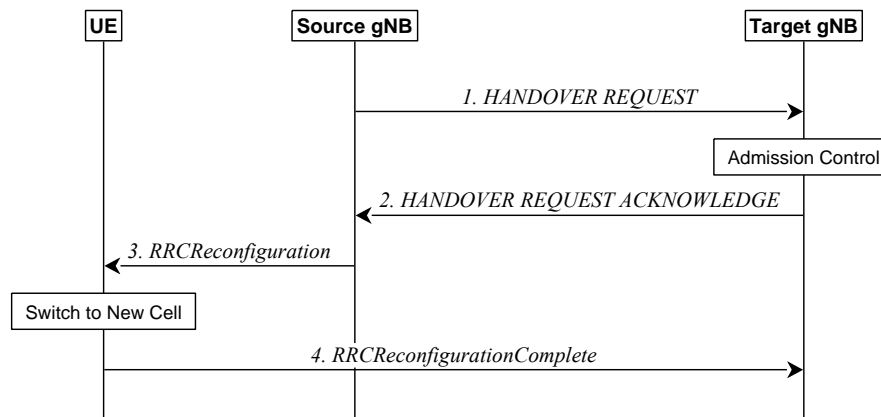 UE
Source gNB
Target gNB
1. HANDOVER REQUEST
Admission Control
2. HANDOVER REQUEST ACKNOWLEDGE
3. RRCReconfiguration
Switch to New Cell
4. RRCReconfigurationComplete